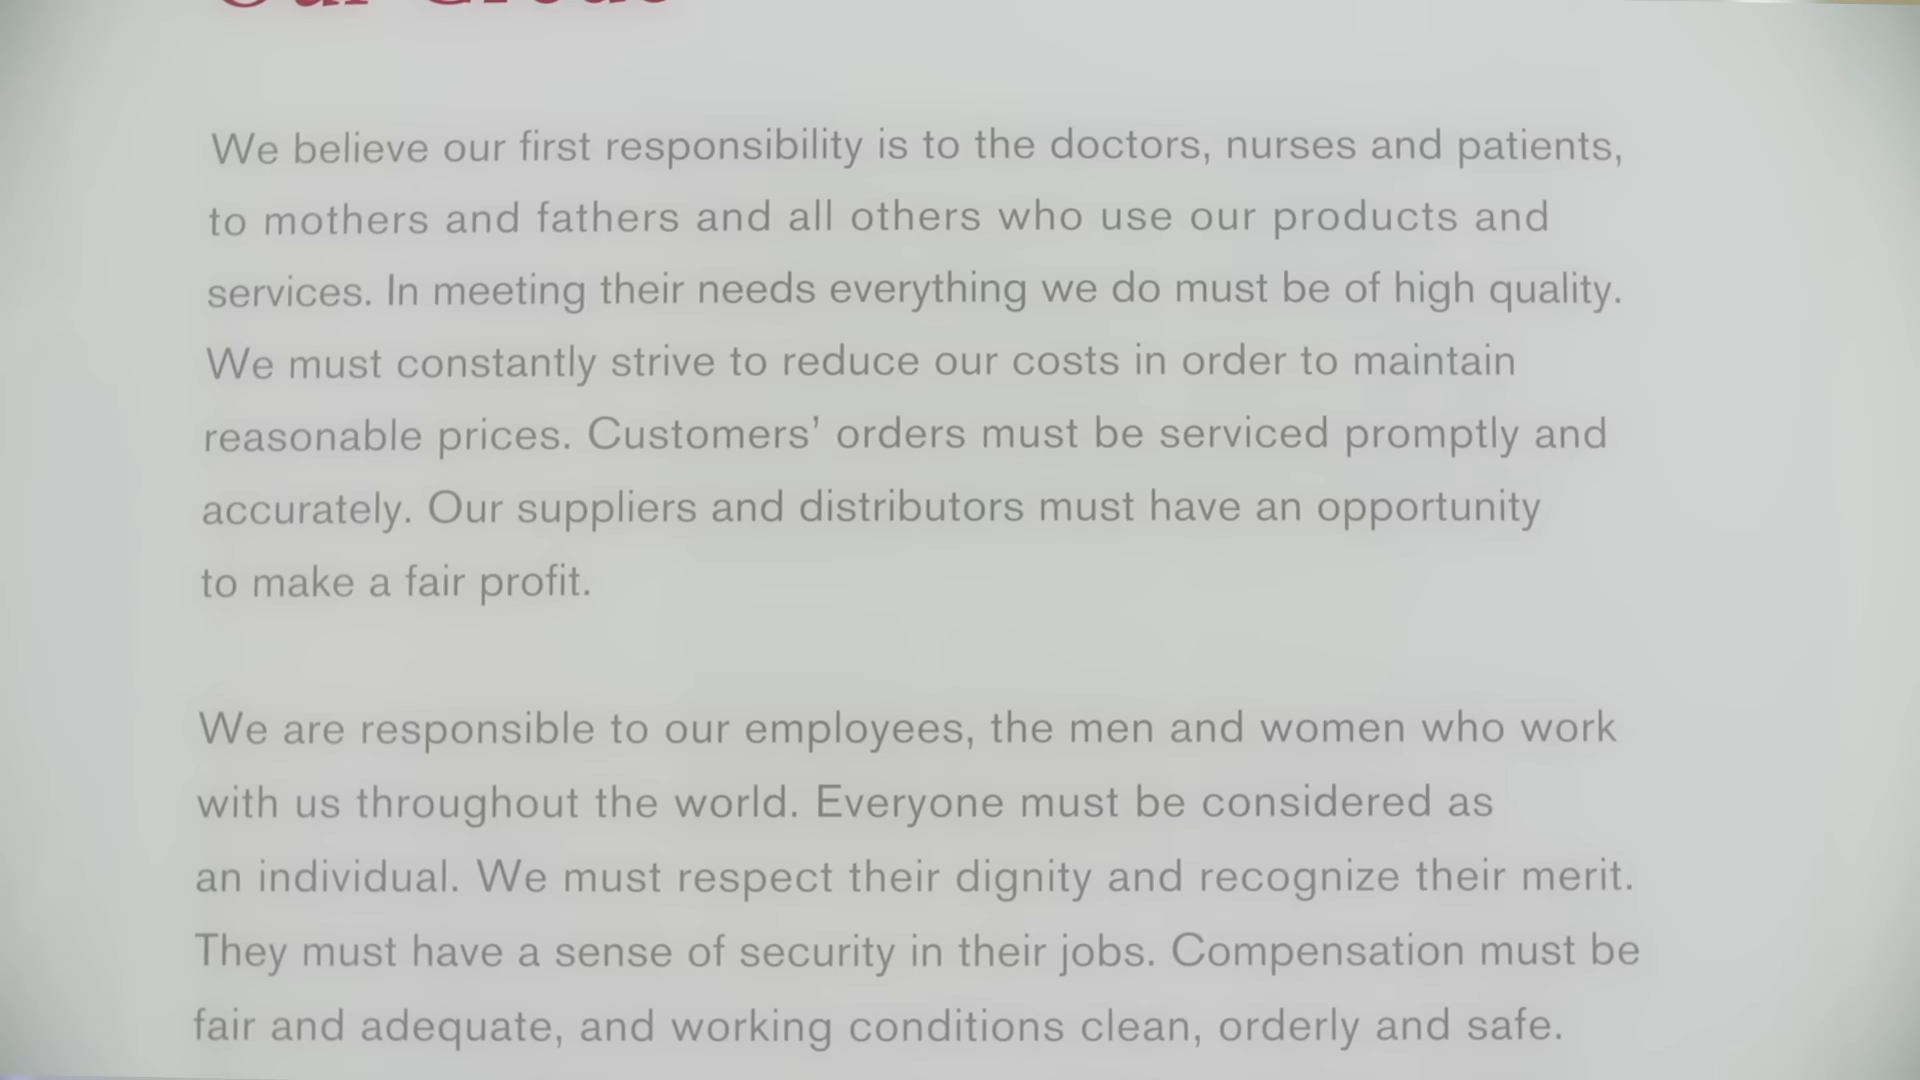 Our Credo
We believe our first responsibility is to the doctors, nurses and patients,
to mothers and fathers and all others who use our products and
services. In meeting their needs everything we do must be of high quality.
We must constantly strive to reduce our costs in order to maintain
reasonable prices. Customers’ orders must be serviced promptly and
accurately. Our suppliers and distributors must have an opportunity
to make a fair profit.
We are responsible to our employees, the men and women who work
with us throughout the world. Everyone must be considered as
an individual. We must respect their dignity and recognize their merit.
They must have a sense of security in their jobs. Compensation must be
fair and adequate, and working conditions clean, orderly and safe.